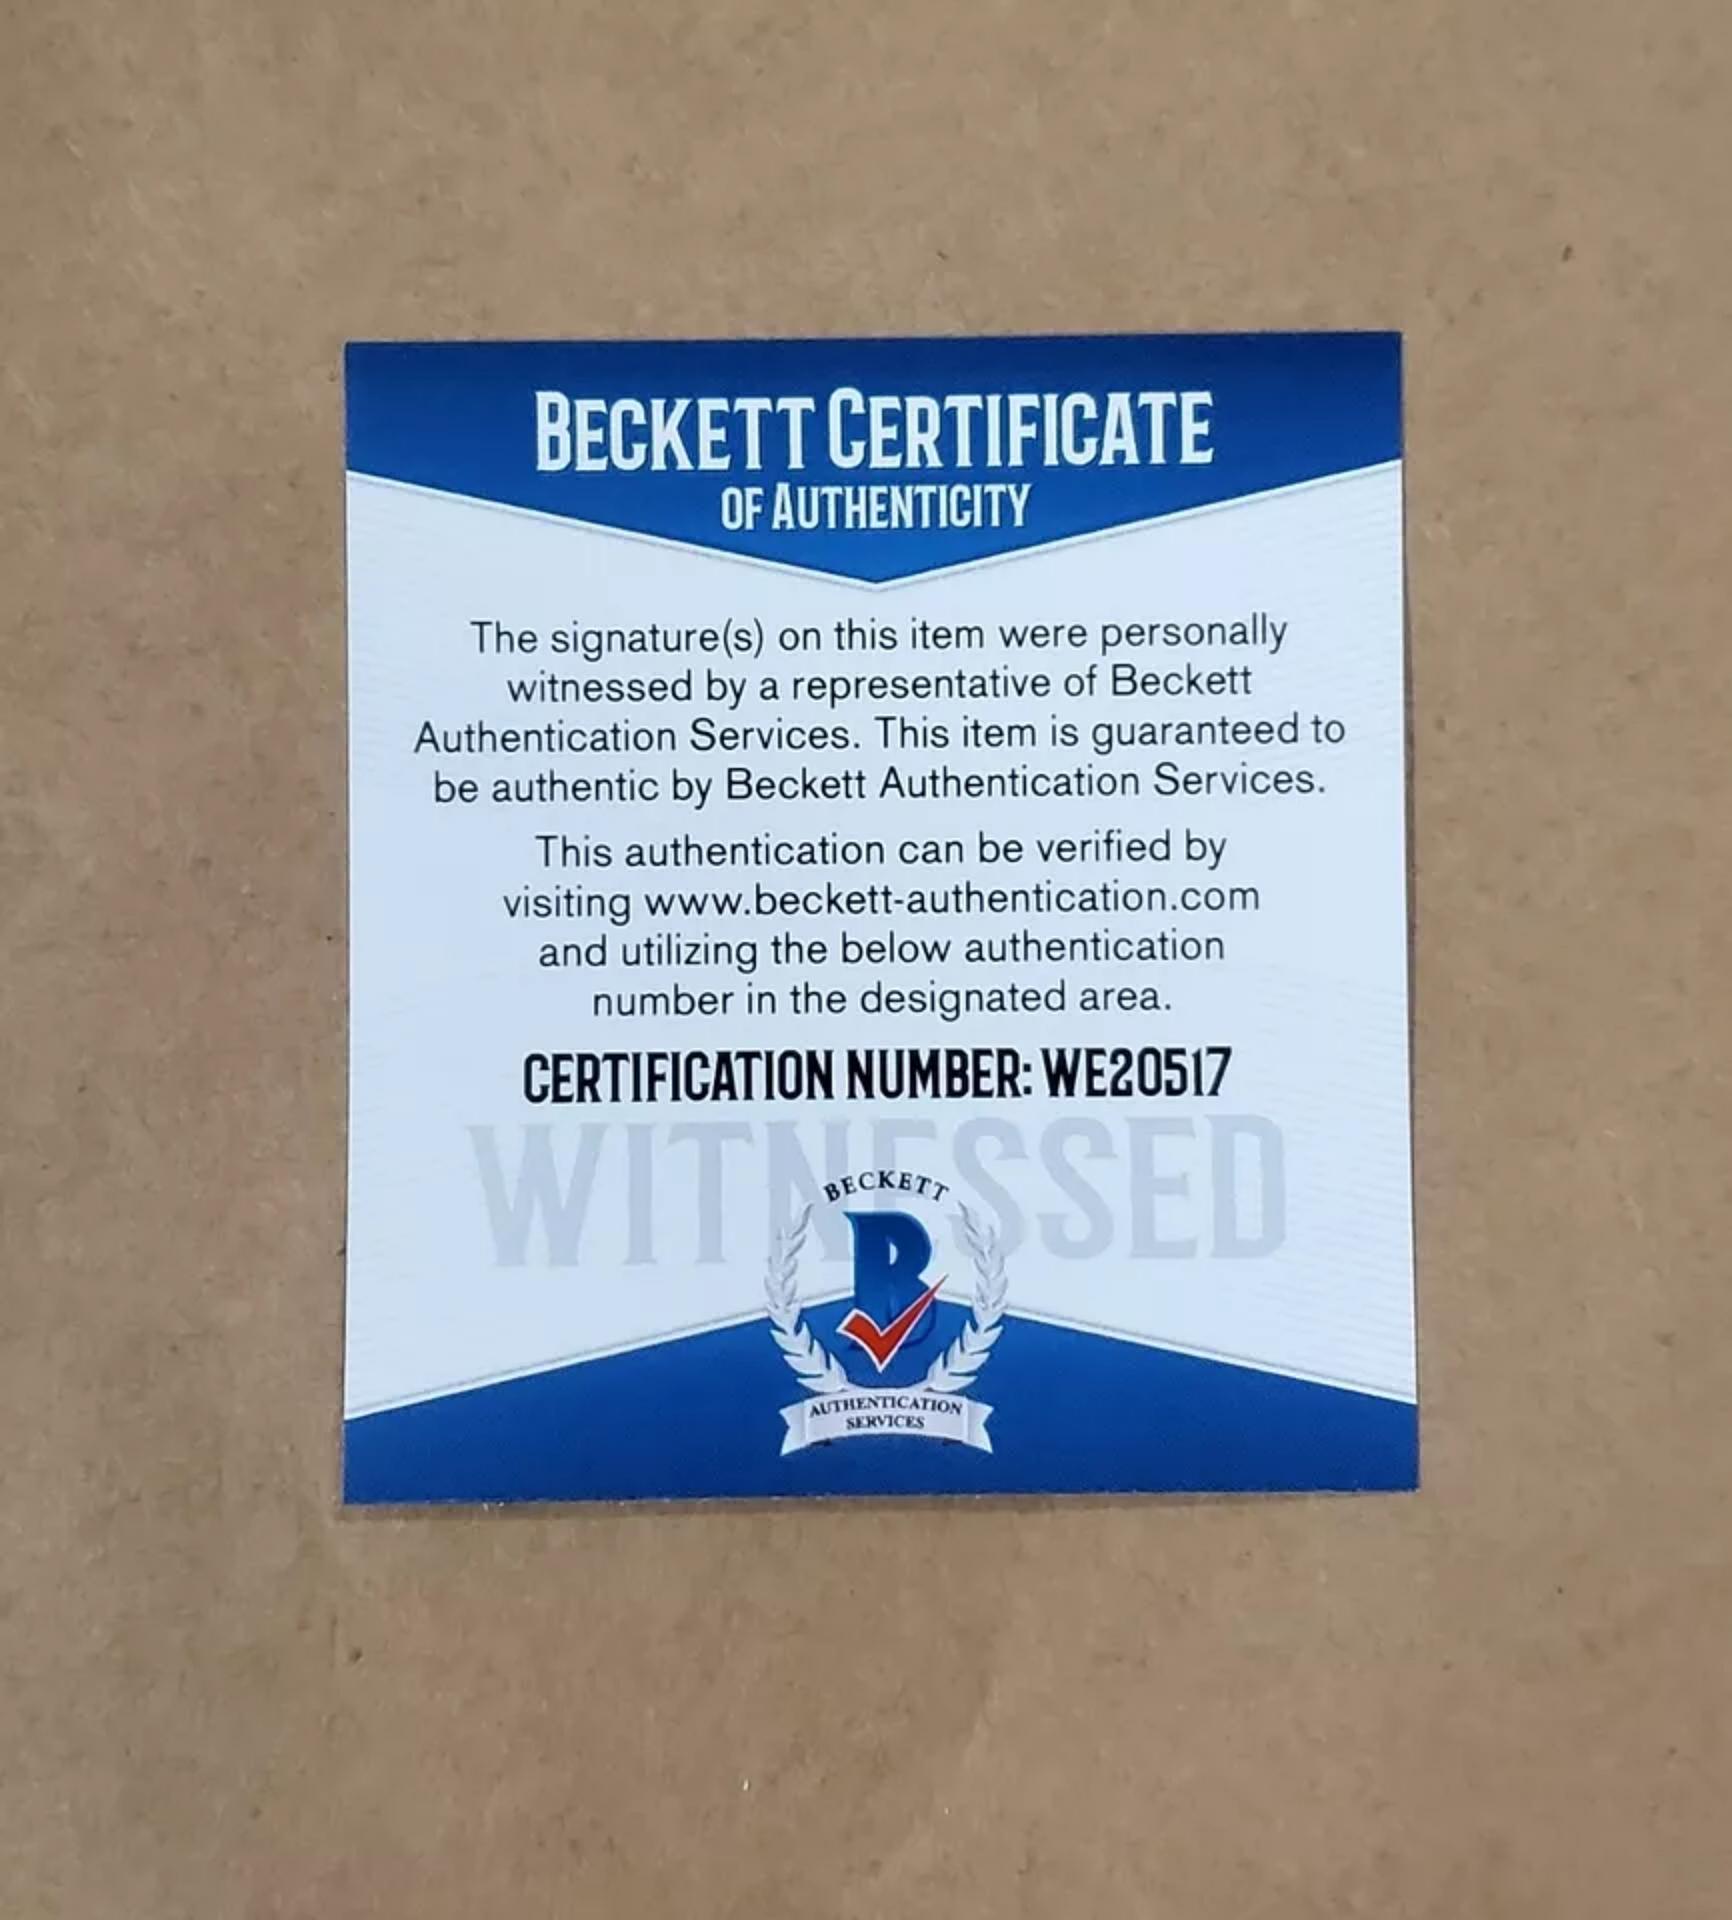 BECKETT CERTIFICATE
OF AUTHENTICITY
The signature(s) on this item were personally
witnessed by a representative of Beckett
Authentication Services. This item is guaranteed to
be authentic by Beckett Authentication Services.
This authentication can be verified by
visiting www.beckett-authentication.com
and utilizing the below authentication
number in the designated area.
CERTIFICATION NUMBER: WE20517
WITNESSED
BECKETT
B
AUTHENTICATION
SERVICES